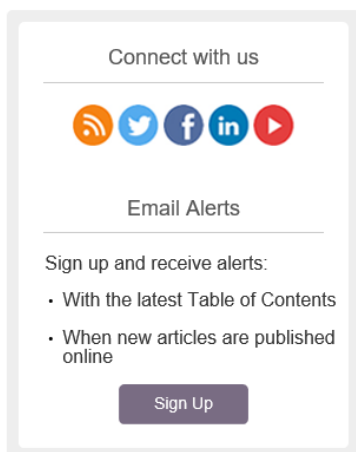 Connect with us
in
Email Alerts
Sign up and receive alerts:
• With the latest Table of Contents
• When new articles are published
online
Sign Up